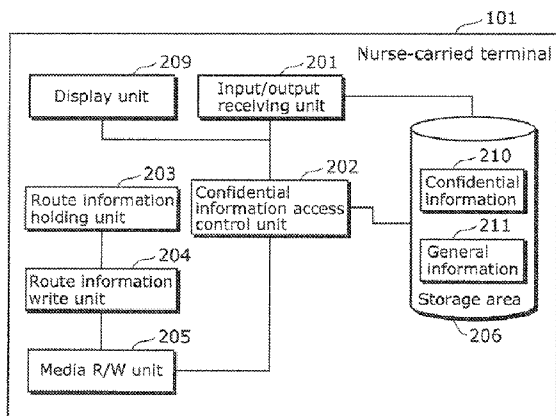 101
Nurse-carried terminal
209
Display unit
201
Input/output
receiving unit
203
Route information
holding unit
202
Confidential
information access
control unit
210
Confidential
information
211
General
information
Storage area
206
204
Route information
write unit
205
Media R/W unit